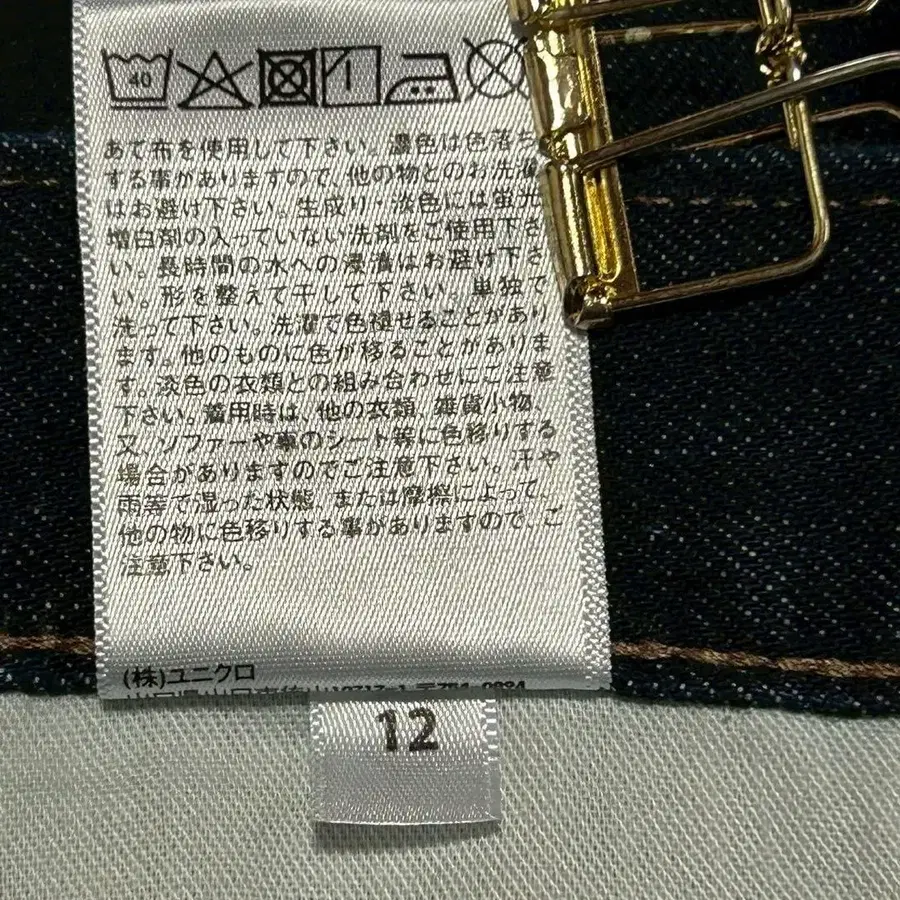 40
あて布を使用して下さい。濃色は色落ち
する事がありますので、他の物とのお洗濯
はお避け下さい。生成り・淡色には蛍光
増白剤の入っていない洗剤をご使用下さ
い。長時間の水への浸漬はお避け下さ
い。形を整えて干して下さい。単独で
洗って下さい。洗濯で色褪せることがあり
ます。他のものに色が移ることがありま
す。淡色の衣類との組み合わせにご注意
下さい。着用時は、他の衣類、雑貨小物、
又、ソファーや車のシート等に色移りする
場合がありますのでご注意下さい。汗や
雨等で湿った状態、または摩擦によって、
他の物に色移りする事がありますので、ご
注意下さい。
(株)ユニクロ
12